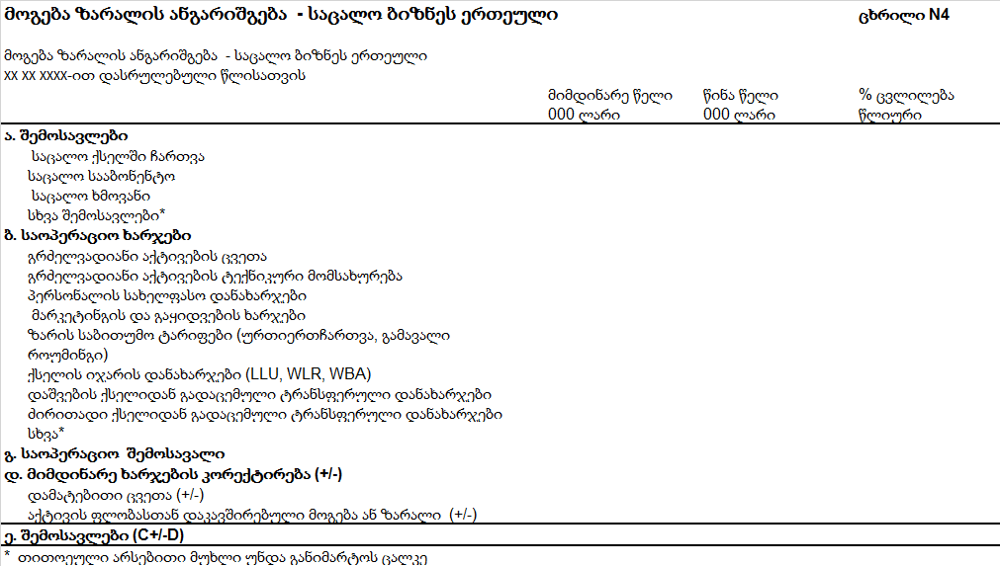 მოგება ზარალის ანგარიშგება - საცალო ბიზნეს ერთეული ცხრილი N4
მოგება ზარალის ანგარიშგება - საცალო ბიზნეს ერთეული
xx xx xxxx-ით დასრულებული წლისათვის
მიმდინარე წელი წინა წელი % ცვლილება
000 ლარი 000 ლარი წლიური
ა. შემოსავლები
საცალო ქსელში ჩართვა
საცალო სააბონენტო
საცალო ხმოვანი
სხვა შემოსავლები*
ბ. საოპერაციო ხარჯები
გრძელვადიანი აქტივების ცვეთა
გრძელვადიანი აქტივების ტექნიკური მომსახურება
პერსონალის სახელფასო დანახარჯები
მარკეტინგის და გაყიდვების ხარჯები
ზარის საბითუმო ტარიფები (ურთიერთჩართვა, გამავალი
როუმინგი)
ქსელის იჯარის დანახარჯები (LLU, WLR, WBA)
დაშვების ქსელიდან გადაცემული ტრანსფერული დანახარჯები
ძირითადი ქსელიდან გადაცემული ტრანსფერული დანახარჯები
სხვა*
გ. საოპერაციო შემოსავალი
დ. მიმდინარე ხარჯების კორექტირება (+/-)
დამატებითი ცვეთა (+/-)
აქტივის ფლობასთან დაკავშირებული მოგება ან ზარალი (+/-)
ე. შემოსავლები (C+/-D)
* თითოეული არსებითი მუხლი უნდა განიმარტოს ცალკე